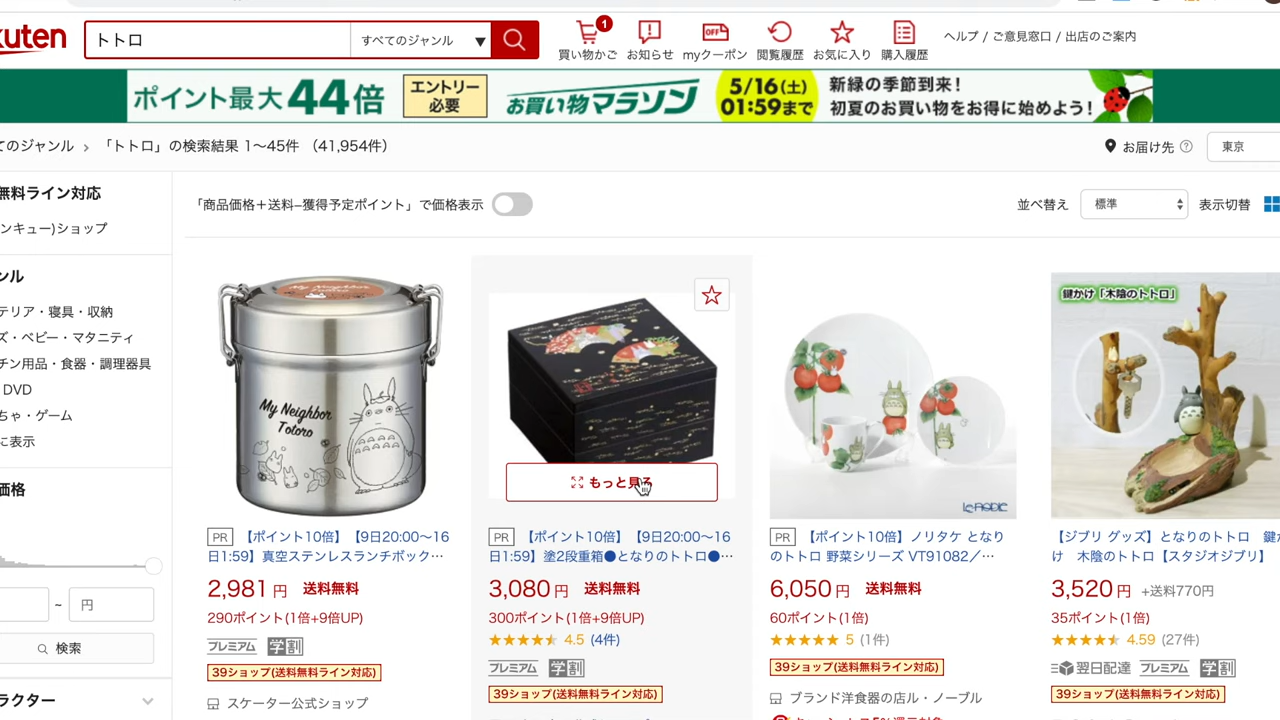 kuten
トトロ
すべてのジャンル ▼
1
買い物かご
お知らせ
OFF
myクーポン
閲覧履歴
お気に入り
購入履歴
ヘルプ / ご意見窓口 / 出店のご案内
ポイント最大44倍
エントリー
必要
お買い物マラソン
5/16(土)
01:59まで
新緑の季節到来!
初夏のお買い物をお得に始めよう!
てのジャンル > 「トトロ」の検索結果 1〜45件 (41,954件)
お届け先
東京
無料ライン対応
ンキュー)ショップ
「商品価格+送料−獲得予定ポイント」で価格表示
並べ替え
標準
表示切替
ンル
テリア・寝具・収納
ズ・ベビー・マタニティ
チン用品・食器・調理器具
DVD
ちゃ・ゲーム
に表示
価格
~
円
検索
ラクター
My Neighbor
Totoro
My Neighbor
Totoro
もっと見る
LeNoble
鍵かけ「木陰のトトロ」
PR 【ポイント10倍】【9日20:00〜16
日1:59】真空ステンレスランチボック…
2,981円 送料無料
290ポイント(1倍+9倍UP)
プレミアム 学割
39ショップ(送料無料ライン対応)
スケーター公式ショップ
PR 【ポイント10倍】【9日20:00〜16
日1:59】塗2段重箱●となりのトトロ●…
3,080円 送料無料
300ポイント(1倍+9倍UP)
4.5 (4件)
プレミアム 学割
39ショップ(送料無料ライン対応)
PR 【ポイント10倍】ノリタケ となり
のトトロ 野菜シリーズ VT91082／…
6,050円 送料無料
60ポイント(1倍)
5 (1件)
39ショップ(送料無料ライン対応)
ブランド洋食器の店ル・ノーブル
【ジブリ グッズ】となりのトトロ 鍵か
け 木陰のトトロ【スタジオジブリ】
3,520円 +送料770円
35ポイント(1倍)
4.59 (27件)
翌日配達 プレミアム 学割
39ショップ(送料無料ライン対応)